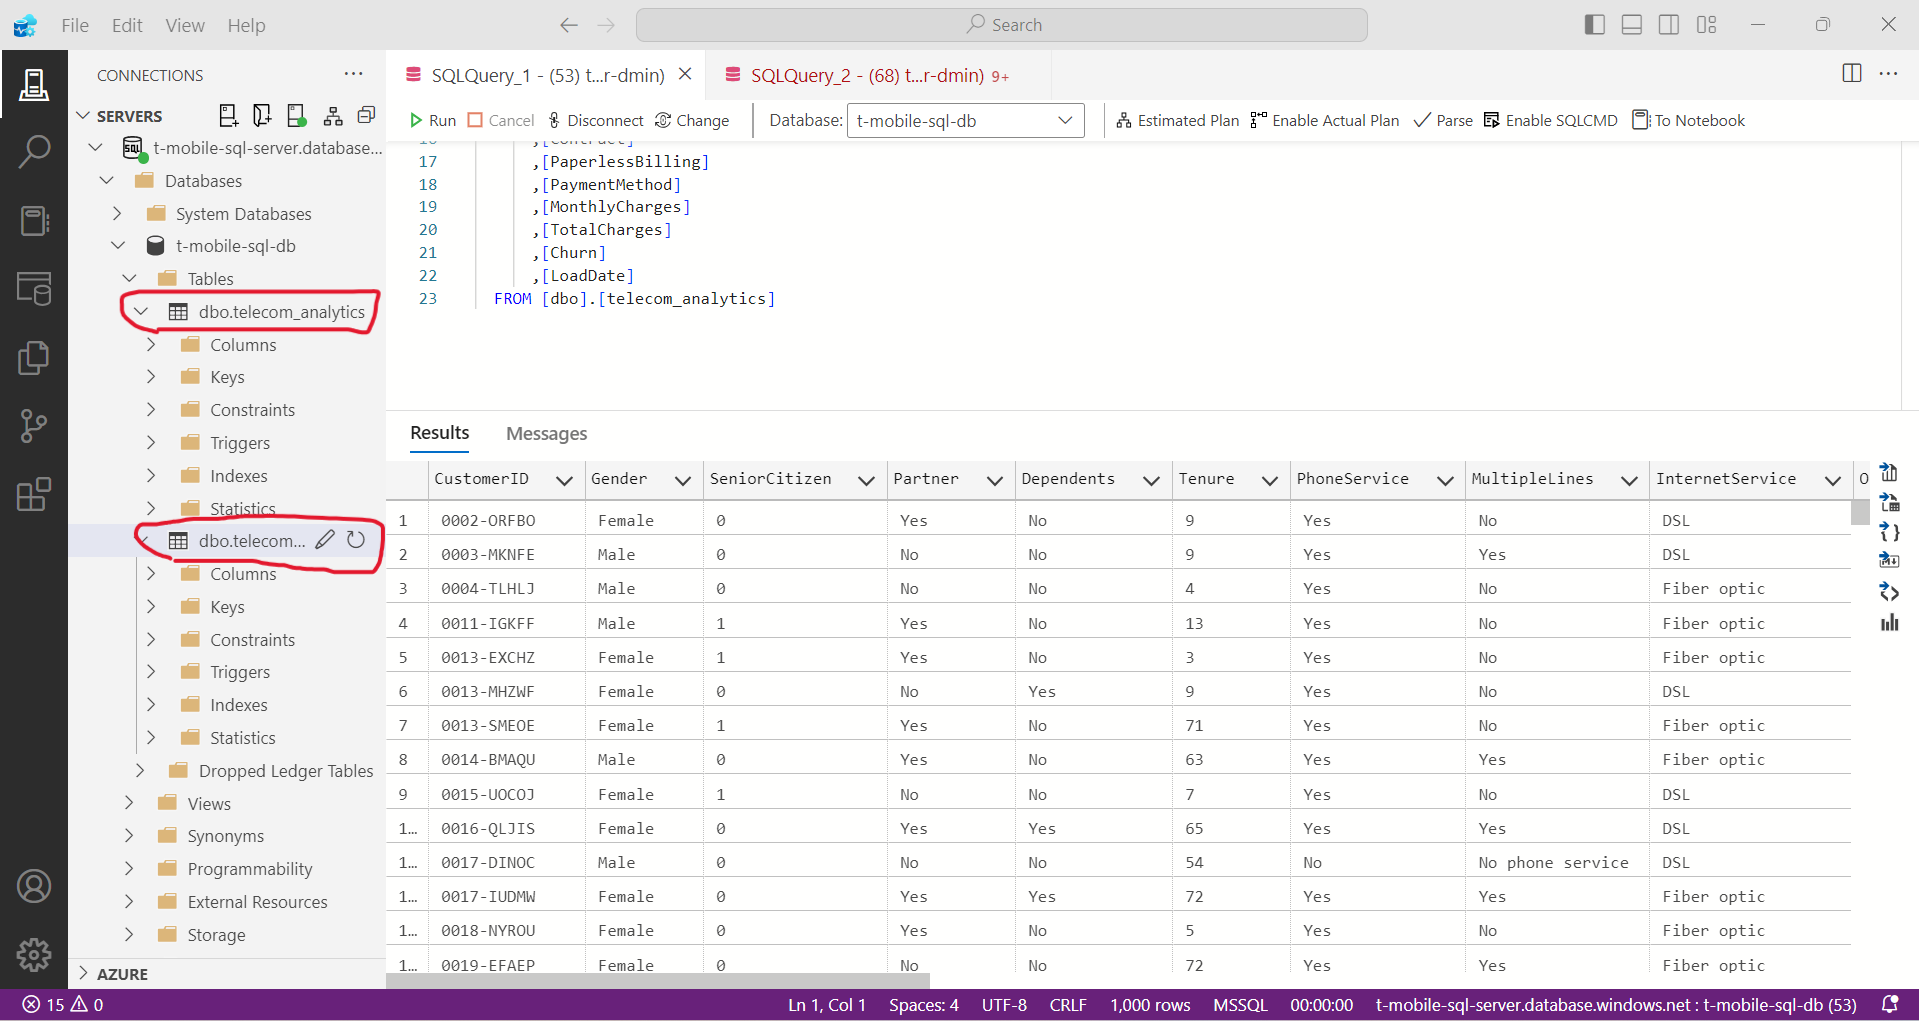 File Edit View Help Search
CONNECTIONS
SERVERS
t-mobile-sql-server.database...
Databases
System Databases
t-mobile-sql-db
Tables
dbo.telecom_analytics
Columns
Keys
Constraints
Triggers
Indexes
Statistics
dbo.telecom...
Columns
Keys
Constraints
Triggers
Indexes
Statistics
Dropped Ledger Tables
Views
Synonyms
Programmability
External Resources
Storage
AZURE
SQLQuery_1 - (53) t...r-dmin) SQLQuery_2 - (68) t...r-dmin) 9+
Run Cancel Disconnect Change Database: t-mobile-sql-db Estimated Plan Enable Actual Plan Parse Enable SQLCMD To Notebook
16 ,[Contract]
17 ,[PaperlessBilling]
18 ,[PaymentMethod]
19 ,[MonthlyCharges]
20 ,[TotalCharges]
21 ,[Churn]
22 ,[LoadDate]
23 FROM [dbo].[telecom_analytics]
Results Messages
CustomerID Gender SeniorCitizen Partner Dependents Tenure PhoneService MultipleLines InternetService O
1 0002-ORFBO Female 0 Yes No 9 Yes No DSL
2 0003-MKNFE Male 0 No No 9 Yes Yes DSL
3 0004-TLHLJ Male 0 No No 4 Yes No Fiber optic
4 0011-IGKFF Male 1 Yes No 13 Yes No Fiber optic
5 0013-EXCHZ Female 1 Yes No 3 Yes No Fiber optic
6 0013-MHZWF Female 0 No Yes 9 Yes No DSL
7 0013-SMEOE Female 1 Yes No 71 Yes No Fiber optic
8 0014-BMAQU Male 0 Yes No 63 Yes Yes Fiber optic
9 0015-UOCOJ Female 1 No No 7 Yes No DSL
1... 0016-QLJIS Female 0 Yes Yes 65 Yes Yes DSL
1... 0017-DINOC Male 0 No No 54 No No phone service DSL
1... 0017-IUDMW Female 0 Yes Yes 72 Yes Yes Fiber optic
1... 0018-NYROU Female 0 Yes No 5 Yes No Fiber optic
1... 0019-EFAEP Female 0 No No 72 Yes Yes Fiber optic
15 0 Ln 1, Col 1 Spaces: 4 UTF-8 CRLF 1,000 rows MSSQL 00:00:00 t-mobile-sql-server.database.windows.net : t-mobile-sql-db (53)